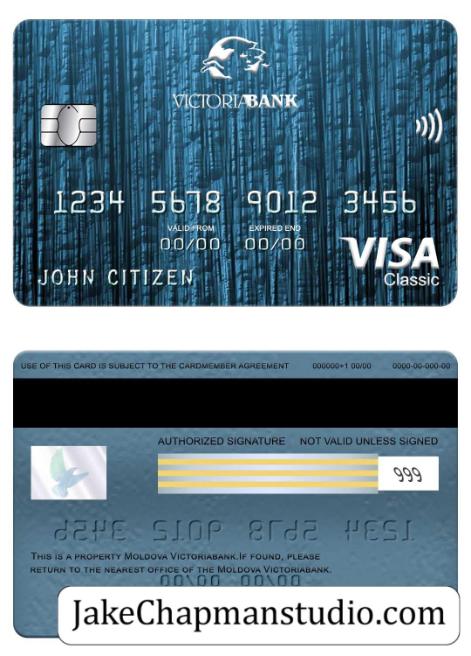 VICTORIABANK
1234 5678 9012 3456
VALID FROM EXPIRED END
00/00 00/00
VISA
JOHN CITIZEN
Classic
USE OF THIS CARD IS SUBJECT TO THE CARDMEMBER AGREEMENT 000000+1 00/00 0000-00-000-00
AUTHORIZED SIGNATURE NOT VALID UNLESS SIGNED
999
THIS IS A PROPERTY MOLDOVA VICTORIABANK.IF FOUND, PLEASE
RETURN TO THE NEAREST OFFICE OF THE MOLDOVA VICTORIABANK.
JakeChapmanstudio.com